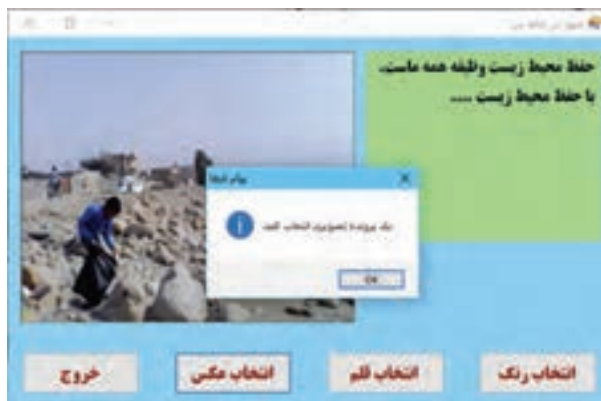 حفظ محیط زیست وظیفه همه ماست.
با حفظ محیط زیست .....
پیام خطا
یک پرونده تصویری انتخاب کنید
OK
انتخاب رنگ
انتخاب قلم
انتخاب عکس
خروج